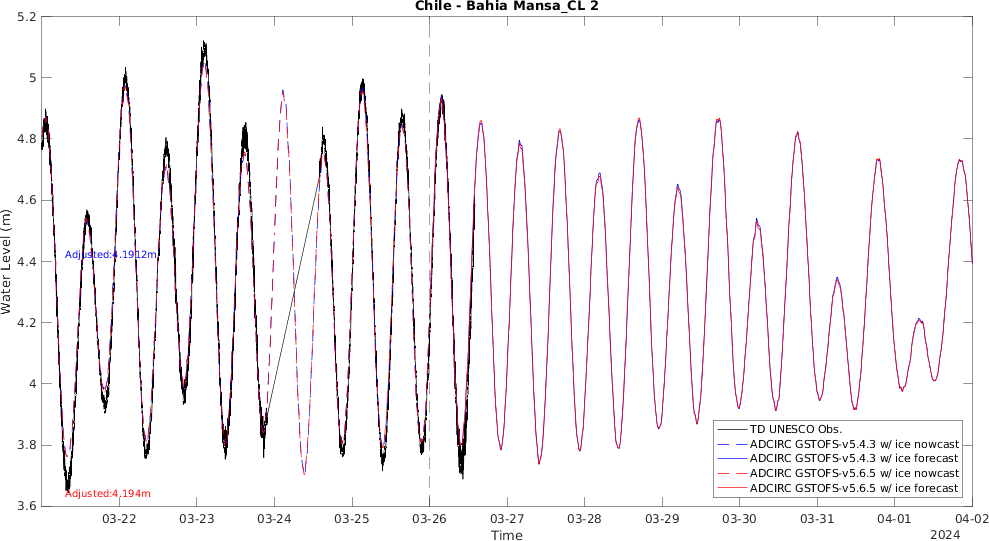 Chile - Bahia Mansa_CL 2
5.2
5
4.8
4.6
4.4
4.2
4
3.8
3.6
Water Level (m)
Adjusted:4.1912m
Adjusted:4.194m
TD UNESCO Obs.
ADCIRC GSTOFS-v5.4.3 w/ ice nowcast
ADCIRC GSTOFS-v5.4.3 w/ ice forecast
ADCIRC GSTOFS-v5.6.5 w/ ice nowcast
ADCIRC GSTOFS-v5.6.5 w/ ice forecast
03-22 03-23 03-24 03-25 03-26 03-27 03-28 03-29 03-30 03-31 04-01 04-02
Time
2024